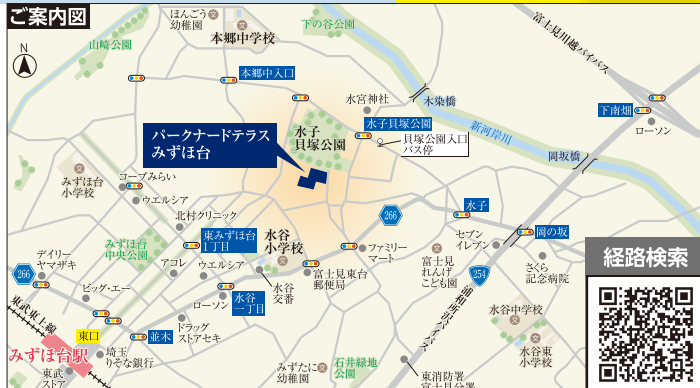 ご案内図
N
山崎公園
ほんごう
幼稚園
本郷中学校
下の谷公園
富士見川越バイパス
本郷中入口
水宮神社
木染橋
新河岸川
下南畑
ローソン
パークナードテラス
みずほ台
水子
貝塚公園
水子貝塚公園
貝塚公園入口
バス停
岡坂橋
みずほ台
小学校
コープみらい
ウエルシア
北村クリニック
みずほ台
中央公園
東みずほ台
1丁目
水谷
小学校
266
水子
セブン
イレブン
岡の坂
デイリー
ヤマザキ
266
アコレ
ウエルシア
ファミリー
マート
富士見
れんげ
こども園
254
さくら
記念病院
経路検索
ビッグ・エー
ローソン
水谷
一丁目
水谷
交番
富士見東台
郵便局
浦和所沢バイパス
水谷中学校
東武東上線
東口
並木
ドラッグ
ストアセキ
みずほ台駅
埼玉
りそな銀行
東武
ストア
みずたに
幼稚園
石井緑地
公園
東消防署
富士見分署
水谷東
小学校